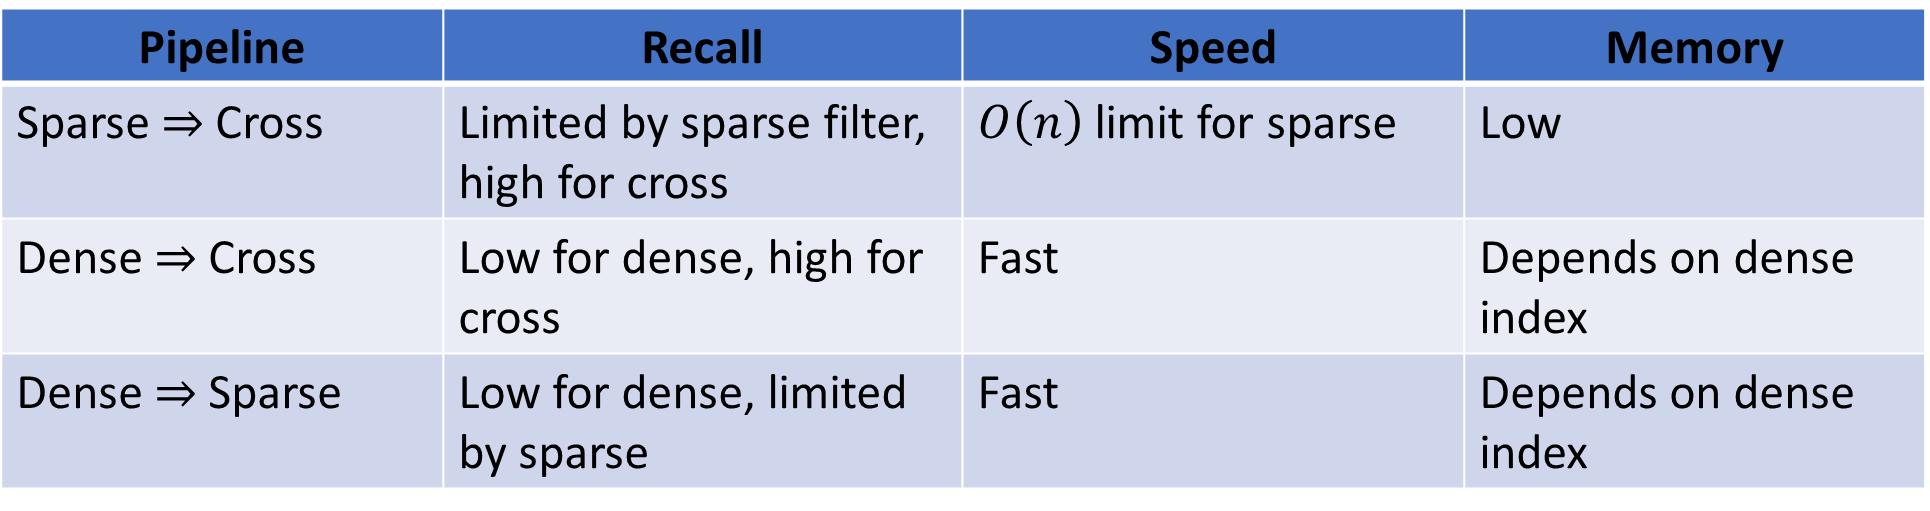 Pipeline
Recall
Speed
Memory
Sparse ⇒ Cross
Limited by sparse filter,
high for cross
O(n) limit for sparse
Low
Dense ⇒ Cross
Low for dense, high for
cross
Fast
Depends on dense
index
Dense ⇒ Sparse
Low for dense, limited
by sparse
Fast
Depends on dense
index